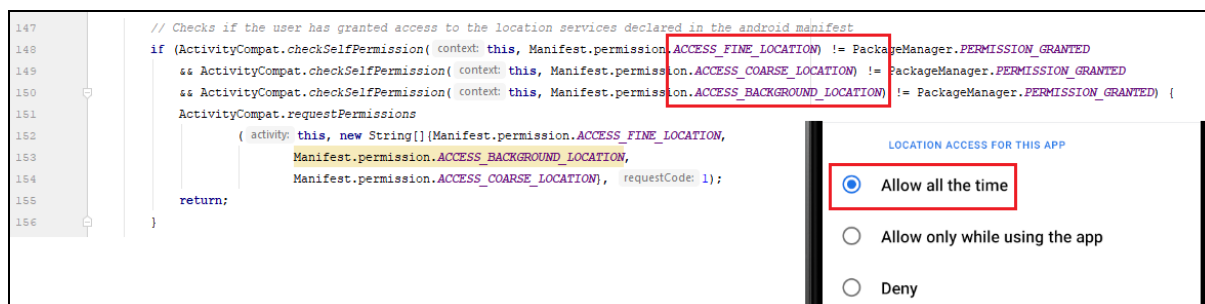 147 // Checks if the user has granted access to the location services declared in the android manifest
148 if (ActivityCompat.checkSelfPermission( context: this, Manifest.permission.ACCESS_FINE_LOCATION) != PackageManager.PERMISSION_GRANTED
149 && ActivityCompat.checkSelfPermission( context: this, Manifest.permission.ACCESS_COARSE_LOCATION) != PackageManager.PERMISSION_GRANTED
150 && ActivityCompat.checkSelfPermission( context: this, Manifest.permission.ACCESS_BACKGROUND_LOCATION) != PackageManager.PERMISSION_GRANTED) {
151 ActivityCompat.requestPermissions
152 ( activity: this, new String[]{Manifest.permission.ACCESS_FINE_LOCATION,
153 Manifest.permission.ACCESS_BACKGROUND_LOCATION,
154 Manifest.permission.ACCESS_COARSE_LOCATION}, requestCode: 1);
155 return;
156 }
LOCATION ACCESS FOR THIS APP
Allow all the time
Allow only while using the app
Deny